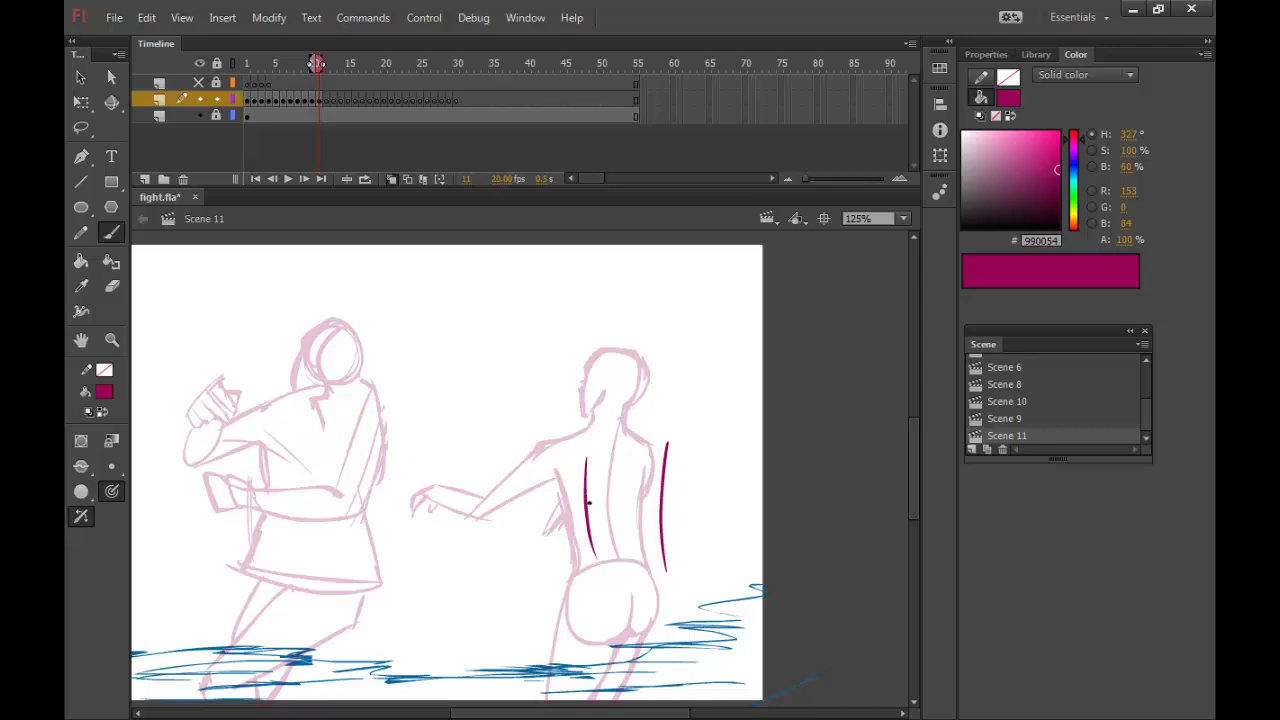 Fl File Edit View Insert Modify Text Commands Control Debug Window Help Essentials
T... Timeline Properties Library Color
1 5 15 20 25 30 35 40 45 50 55 60 65 70 75 80 85 90
Solid color
H: 327 °
S: 100 %
B: 60 %
11 20.00 fps 0.5 s
R: 153
fight.fla* ×
G: 0
Scene 11 125%
B: 84
# 990054 A: 100 %
Scene
Scene 6
Scene 8
Scene 10
Scene 9
Scene 11